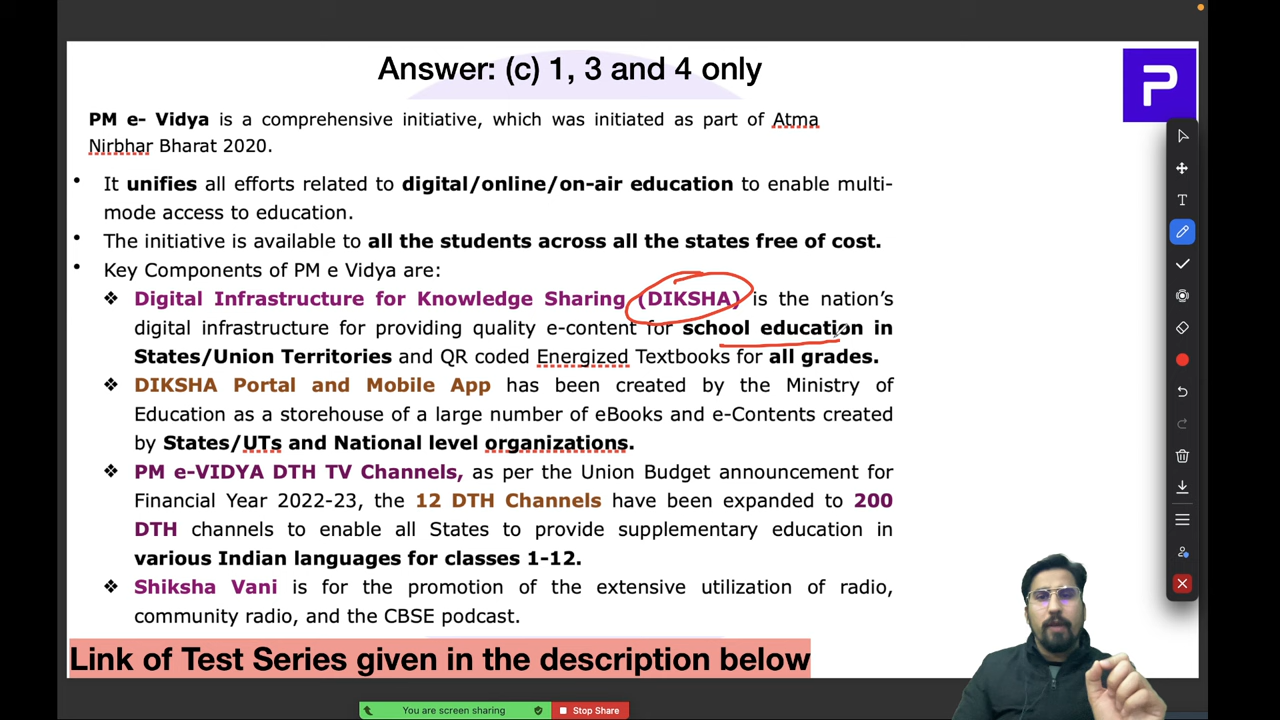 Answer: (c) 1, 3 and 4 only
PM e- Vidya is a comprehensive initiative, which was initiated as part of Atma
Nirbhar Bharat 2020.
• It unifies all efforts related to digital/online/on-air education to enable multi-
mode access to education.
• The initiative is available to all the students across all the states free of cost.
• Key Components of PM e Vidya are:
❖ Digital Infrastructure for Knowledge Sharing (DIKSHA) is the nation's
digital infrastructure for providing quality e-content for school education in
States/Union Territories and QR coded Energized Textbooks for all grades.
❖ DIKSHA Portal and Mobile App has been created by the Ministry of
Education as a storehouse of a large number of eBooks and e-Contents created
by States/UTs and National level organizations.
❖ PM e-VIDYA DTH TV Channels, as per the Union Budget announcement for
Financial Year 2022-23, the 12 DTH Channels have been expanded to 200
DTH channels to enable all States to provide supplementary education in
various Indian languages for classes 1-12.
❖ Shiksha Vani is for the promotion of the extensive utilization of radio,
community radio, and the CBSE podcast.
Link of Test Series given in the description below
You are screen sharing
Stop Share